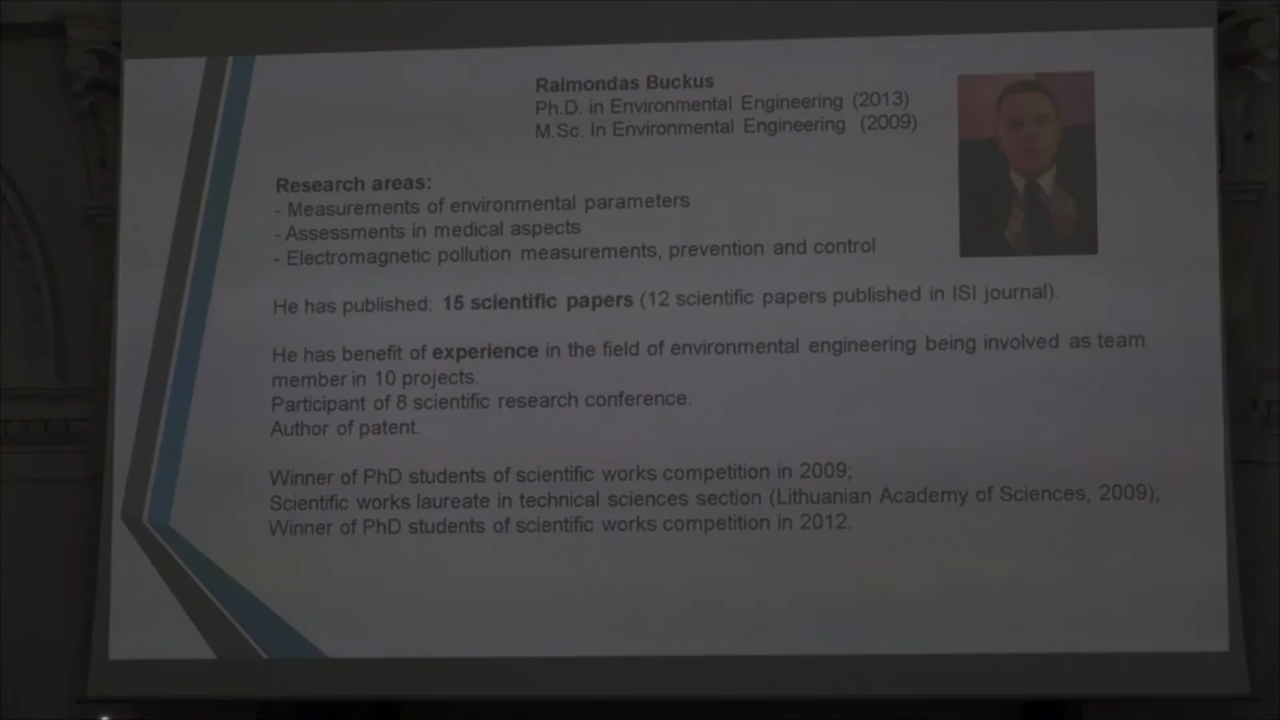 Raimondas Buckus
Ph.D. in Environmental Engineering (2013)
M.Sc. In Environmental Engineering (2009)
Research areas:
- Measurements of environmental parameters
- Assessments in medical aspects
- Electromagnetic pollution measurements, prevention and control
He has published: 15 scientific papers (12 scientific papers published in ISI journal).
He has benefit of experience in the field of environmental engineering being involved as team
member in 10 projects.
Participant of 8 scientific research conference.
Author of patent.
Winner of PhD students of scientific works competition in 2009;
Scientific works laureate in technical sciences section (Lithuanian Academy of Sciences, 2009);
Winner of PhD students of scientific works competition in 2012.